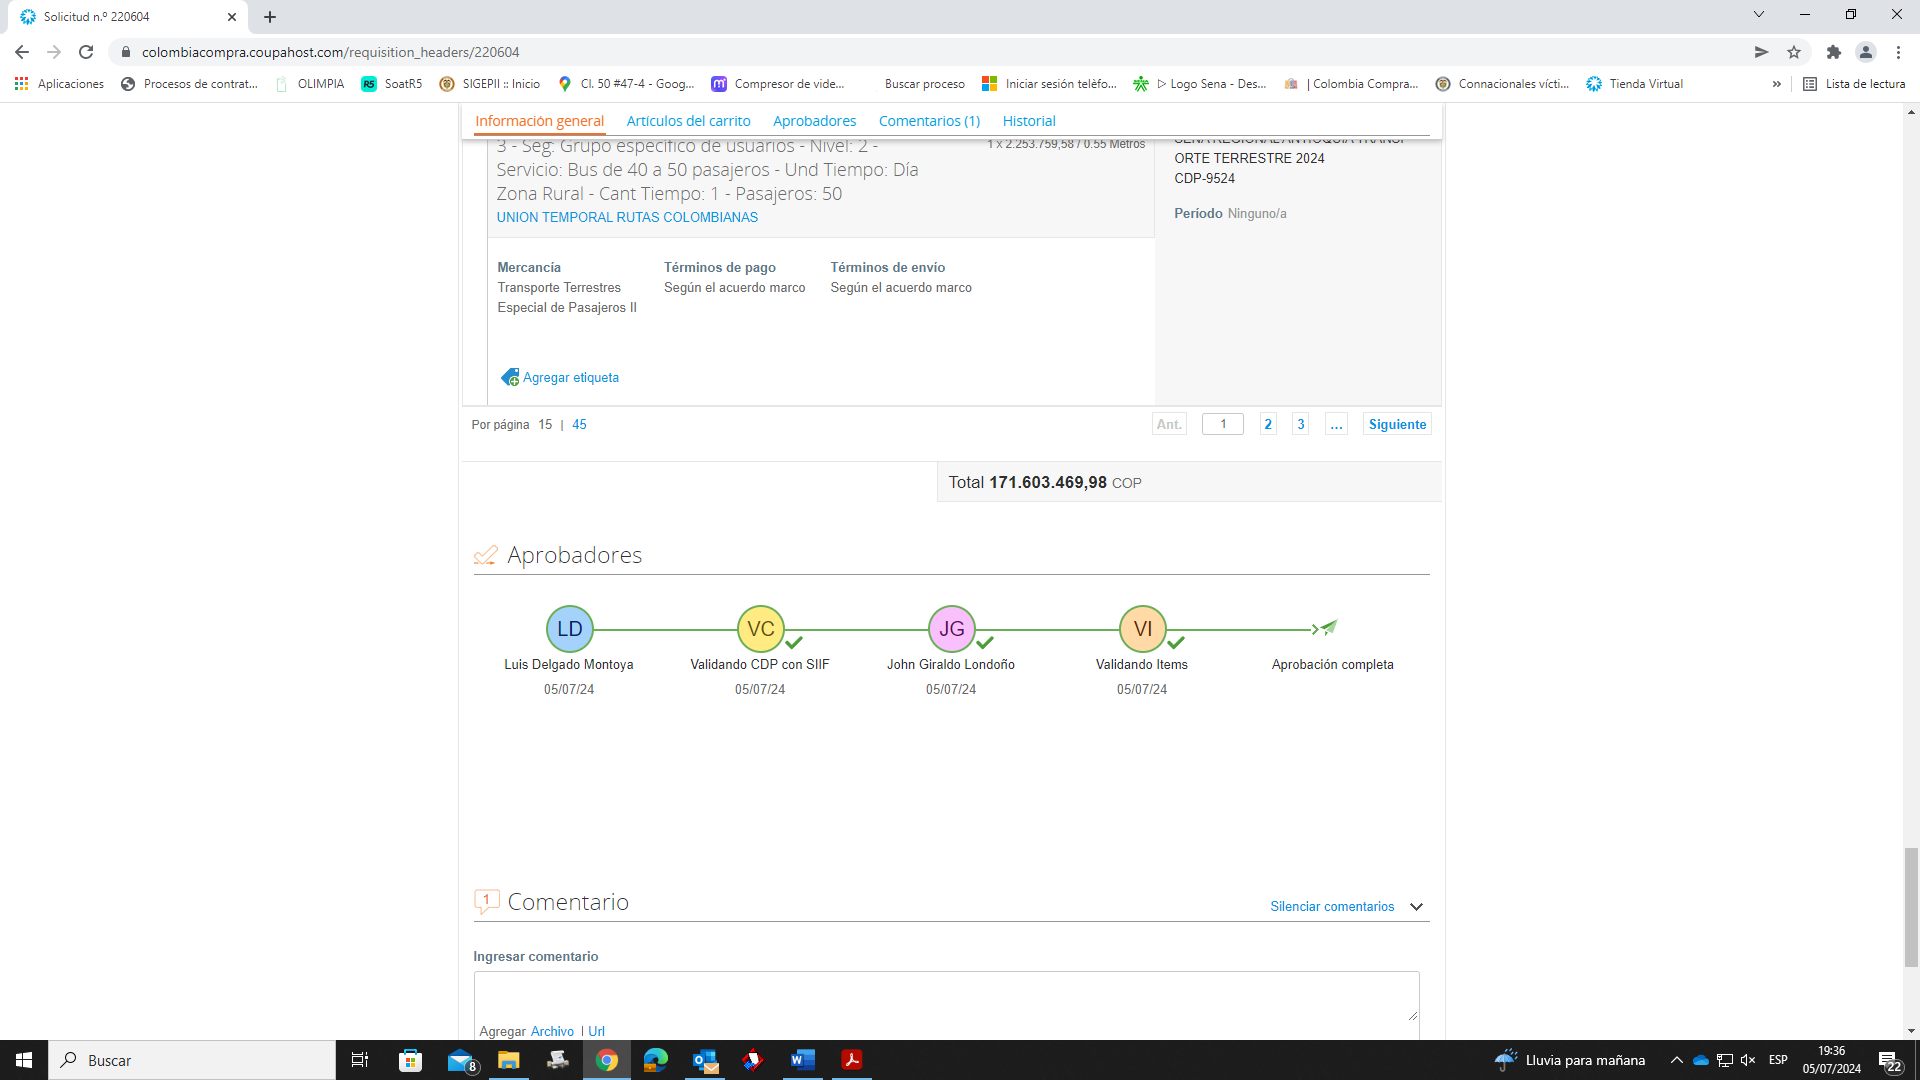 Solicitud n.º 220604
colombiacompra.coupahost.com/requisition_headers/220604
Aplicaciones
Procesos de contrat...
OLIMPIA
R5 SoatR5
SIGEPII :: Inicio
Cl. 50 #47-4 - Goog...
m Compresor de vide...
Buscar proceso
Iniciar sesión telèfo...
▷ Logo Sena - Des...
| Colombia Compra...
Connacionales vícti...
Tienda Virtual
»
Lista de lectura
Información general
Artículos del carrito
Aprobadores
Comentarios (1)
Historial
3 - Seg: Grupo específico de usuarios - Nivel: 2 -
Servicio: Bus de 40 a 50 pasajeros - Und Tiempo: Día
Zona Rural - Cant Tiempo: 1 - Pasajeros: 50
UNION TEMPORAL RUTAS COLOMBIANAS
1 x 2.253.759,58 / 0.55 Metros
SENA REGIONAL ANTIOQUIA TRANSP
ORTE TERRESTRE 2024
CDP-9524
Período Ninguno/a
Mercancía
Transporte Terrestres
Especial de Pasajeros II
Términos de pago
Según el acuerdo marco
Términos de envío
Según el acuerdo marco
Agregar etiqueta
Por página 15 | 45
Ant. 1 2 3 ... Siguiente
Total 171.603.469,98 COP
Aprobadores
LD
Luis Delgado Montoya
05/07/24
VC
Validando CDP con SIIF
05/07/24
JG
John Giraldo Londoño
05/07/24
VI
Validando Items
05/07/24
Aprobación completa
1 Comentario
Silenciar comentarios
Ingresar comentario
Agregar Archivo | Url
Buscar
8
Lluvia para mañana
ESP
19:36
05/07/2024
22